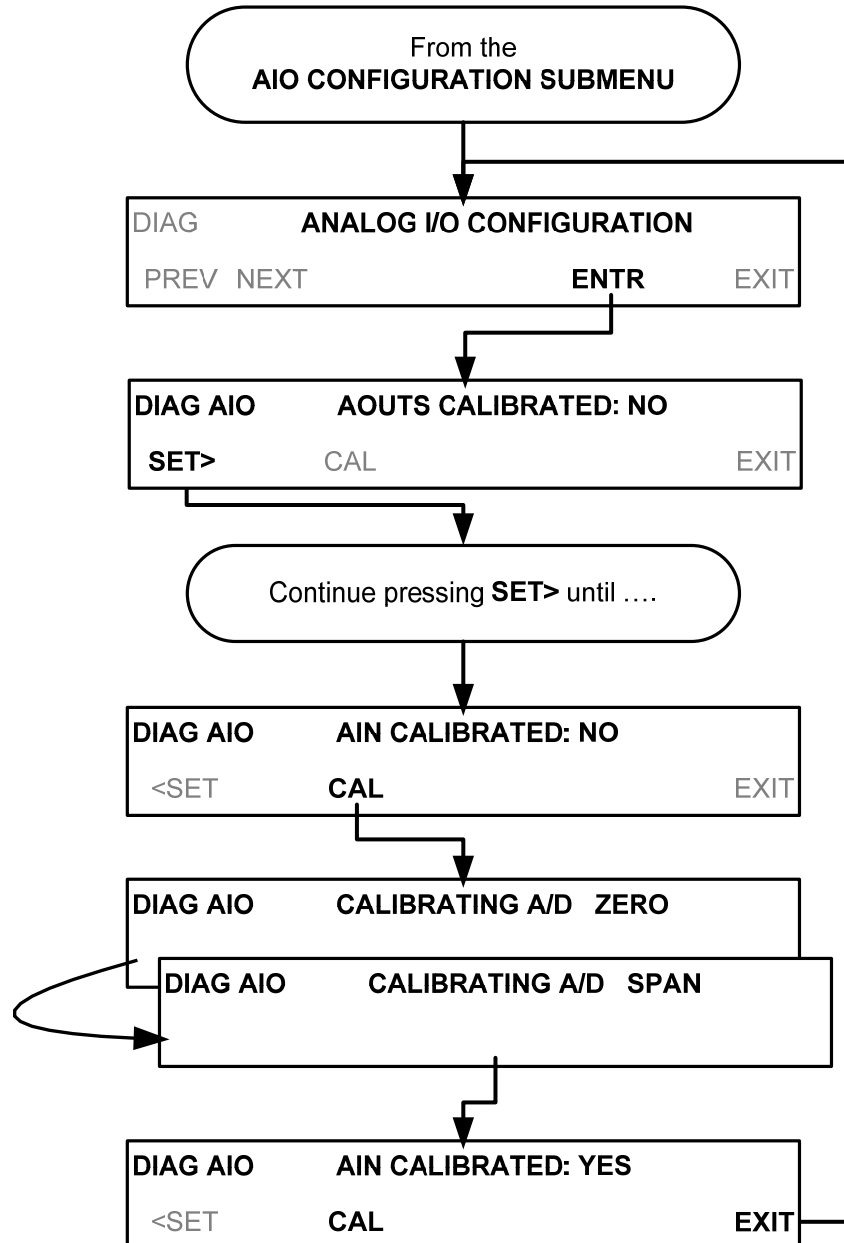 From the
AIO CONFIGURATION SUBMENU
DIAG ANALOG I/O CONFIGURATION
PREV NEXT ENTR EXIT
DIAG AIO AOUTS CALIBRATED: NO
SET> CAL EXIT
Continue pressing SET> until ….
DIAG AIO AIN CALIBRATED: NO
<SET CAL EXIT
DIAG AIO CALIBRATING A/D ZERO
DIAG AIO CALIBRATING A/D SPAN
DIAG AIO AIN CALIBRATED: YES
<SET CAL EXIT